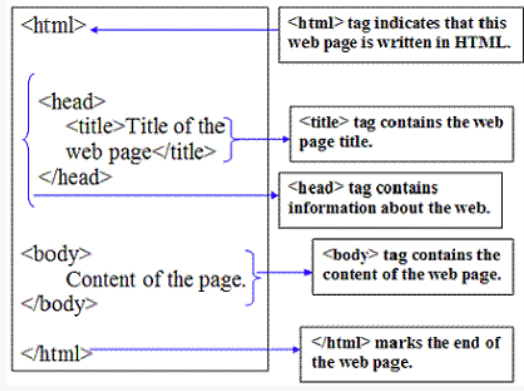 <html>
<html> tag indicates that this
web page is written in HTML.
<head>
<title>Title of the
web page</title>
</head>
<title> tag contains the web
page title.
<head> tag contains
information about the web.
<body>
Content of the page.
</body>
<body> tag contains the
content of the web page.
</html>
</html> marks the end of
the web page.